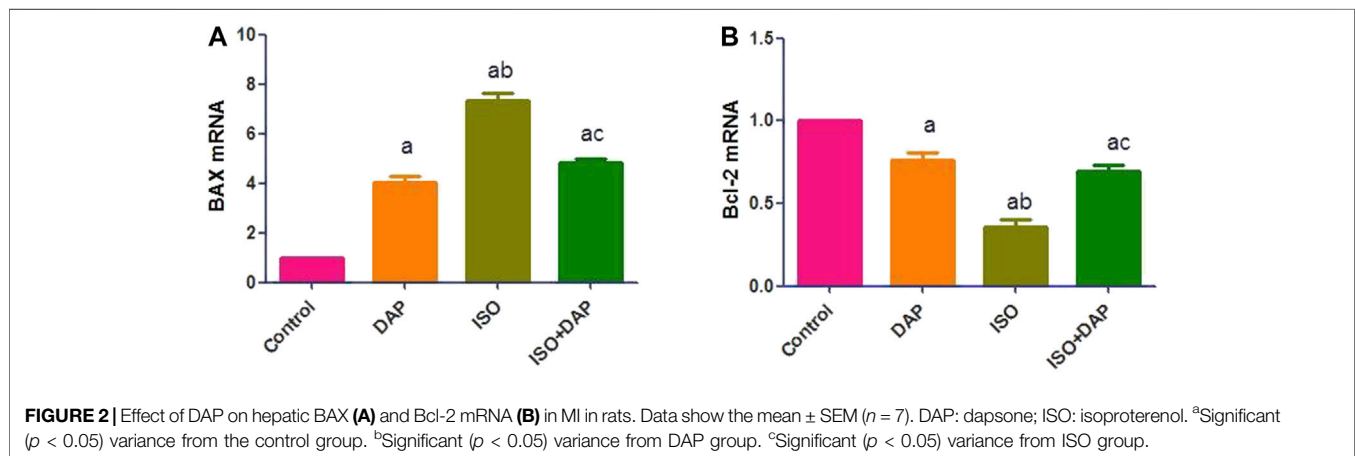 A
BAX mRNA
10
8
6
4
2
0
a
ab
ac
Control
DAP
ISO
ISO+DAP
B
Bcl-2 mRNA
1.5
1.0
0.5
0.0
a
ab
ac
Control
DAP
ISO
ISO+DAP
FIGURE 2 | Effect of DAP on hepatic BAX (A) and Bcl-2 mRNA (B) in MI in rats. Data show the mean ± SEM (n = 7). DAP: dapsone; ISO: isoproterenol. ᵃSignificant
(p < 0.05) variance from the control group. ᵇSignificant (p < 0.05) variance from DAP group. ᶜSignificant (p < 0.05) variance from ISO group.